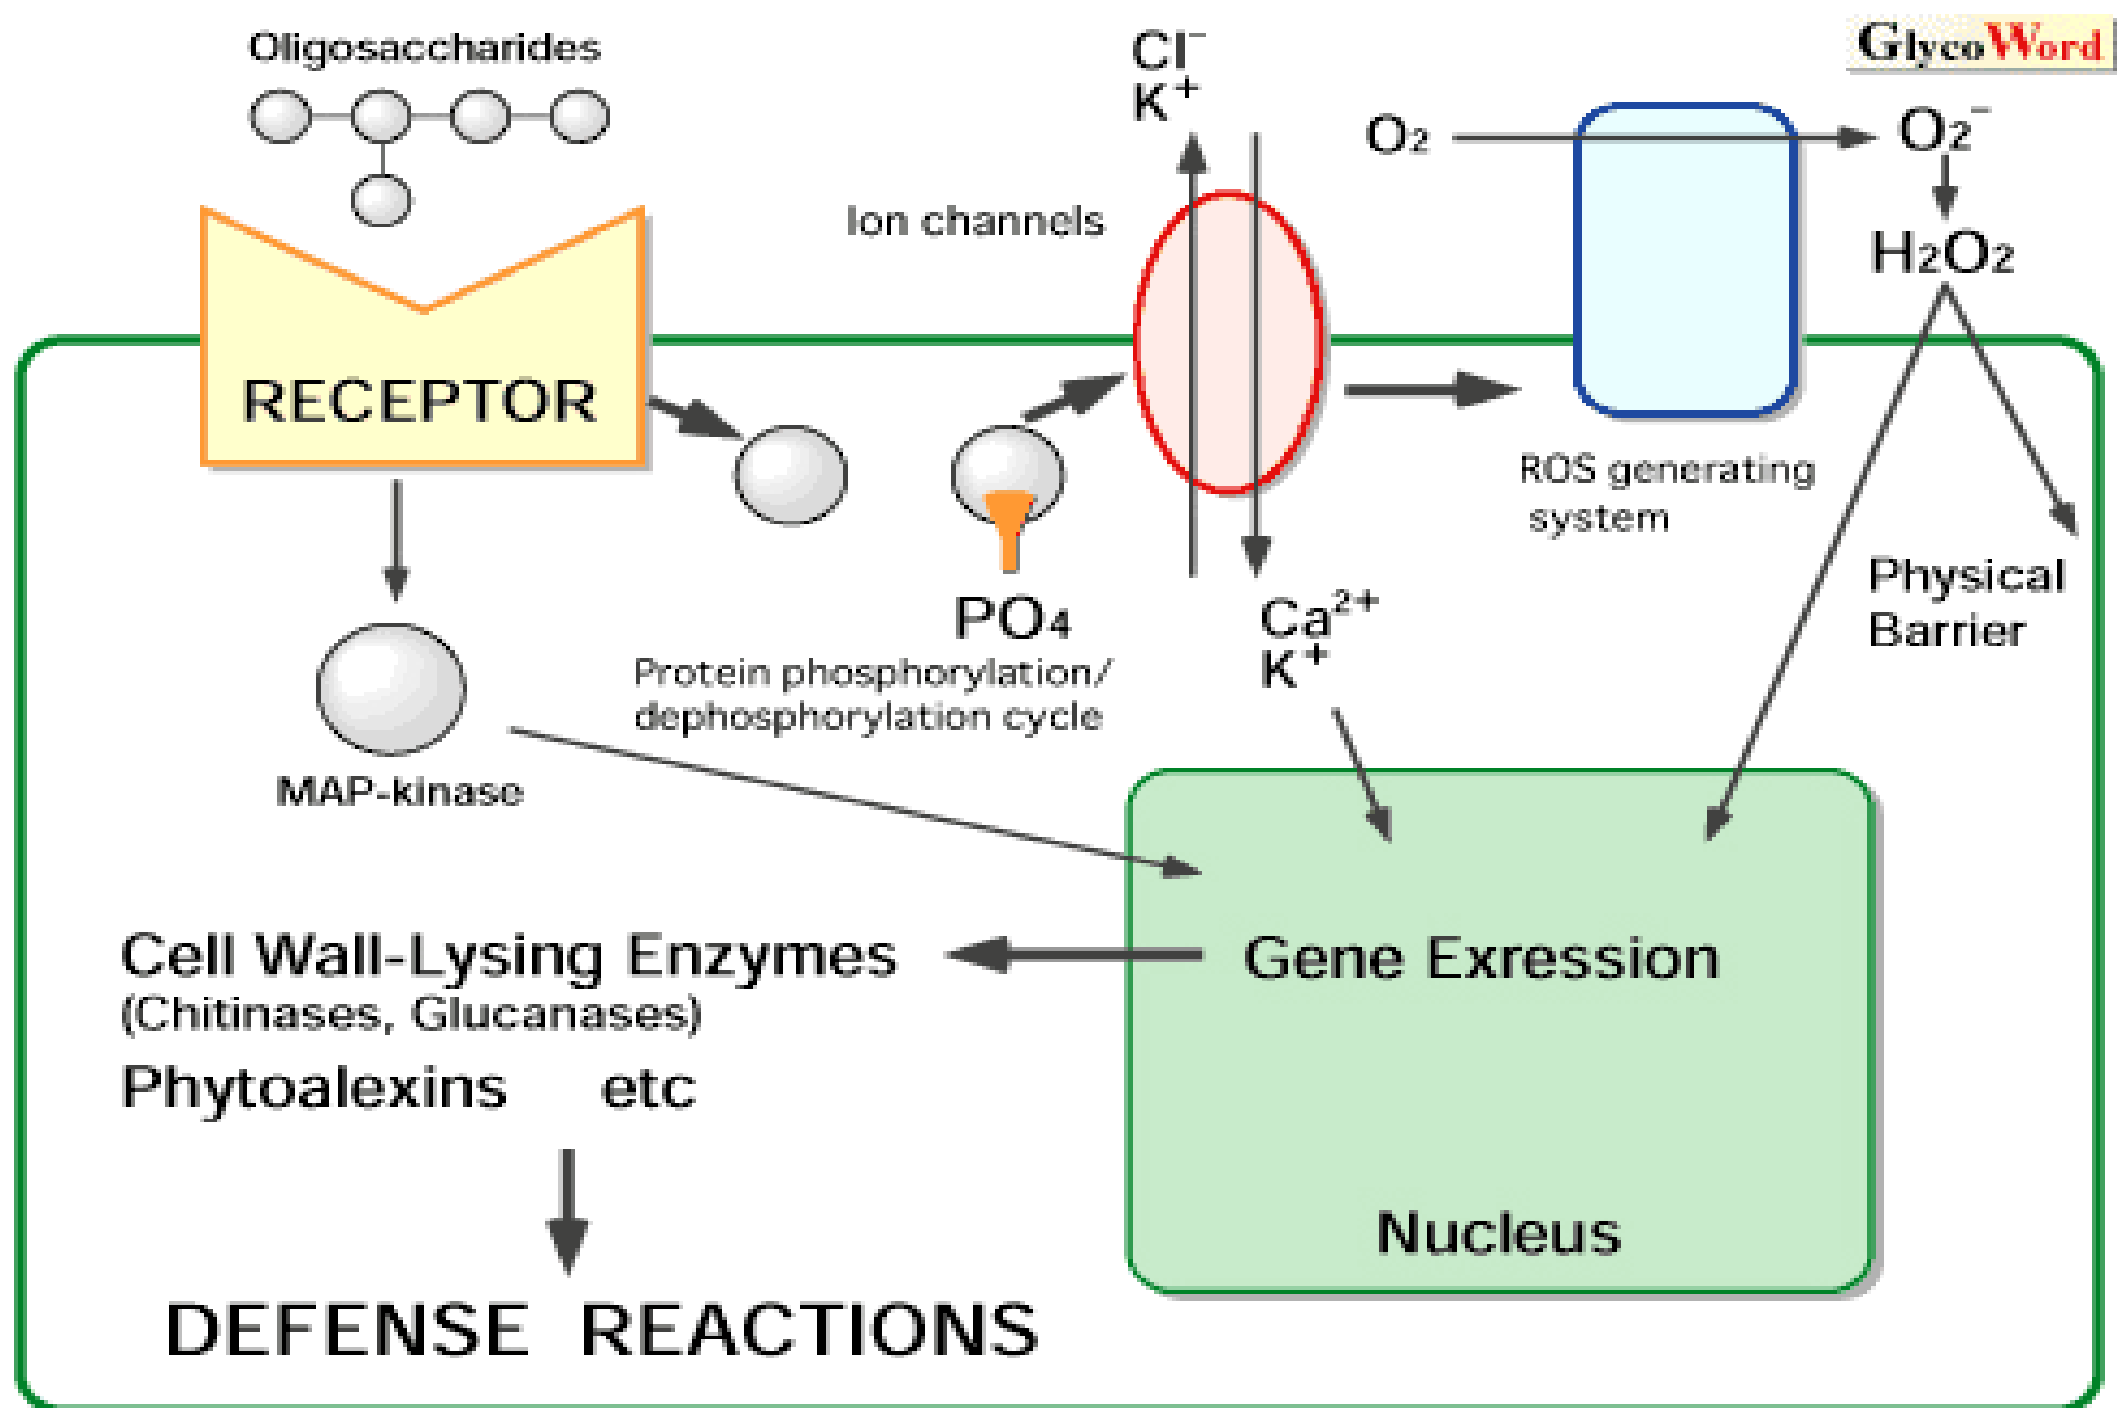 GlycoWord
Oligosaccharides
Cl⁻
K⁺
O₂
O₂⁻
Ion channels
H₂O₂
RECEPTOR
ROS generating
system
Physical
Barrier
PO₄
Ca²⁺
K⁺
Protein phosphorylation/
dephosphorylation cycle
MAP-kinase
Cell Wall-Lysing Enzymes
(Chitinases, Glucanases)
Phytoalexins etc
Gene Exression
Nucleus
DEFENSE REACTIONS